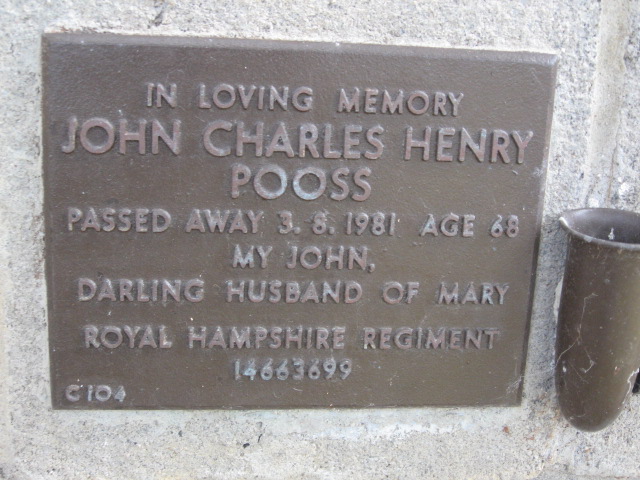 IN LOVING MEMORY
JOHN CHARLES HENRY
POOSS
PASSED AWAY 3.8.1981 AGE 68
MY JOHN,
DARLING HUSBAND OF MARY
ROYAL HAMPSHIRE REGIMENT
14663699
C104